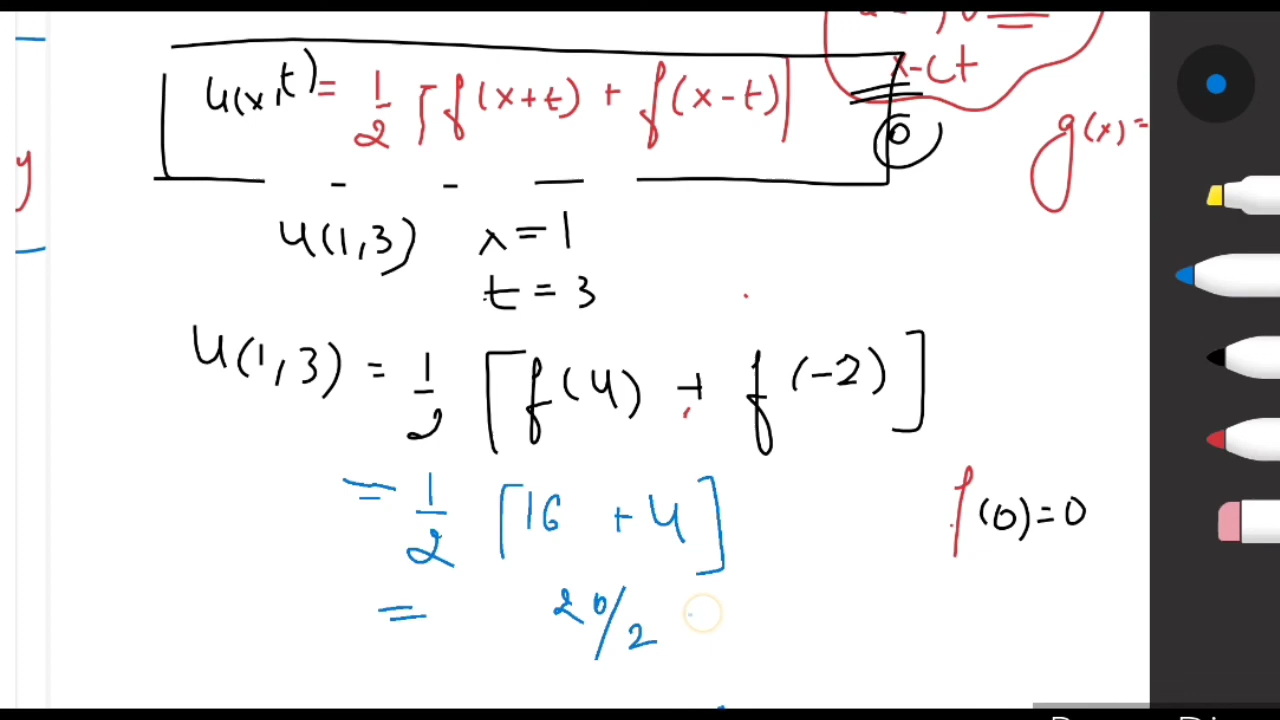 x-ct
u(x,t) = 1/2 [f(x+t) + f(x-t)]
0
g(x)=
y
u(1,3) x = 1
t = 3
u(1,3) = 1/2 [f(4) + f(-2)]
= 1/2 [16 + 4]
f(0)=0
= 20/2